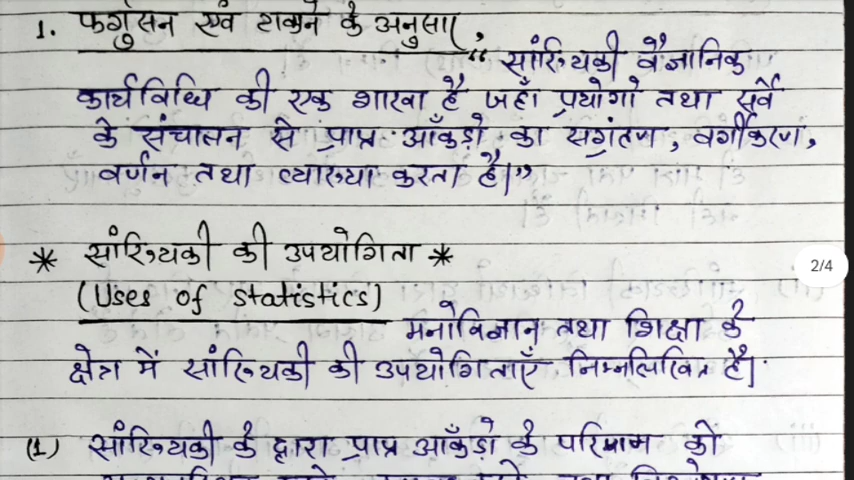 1. फर्गुसन एवं टाकने के अनुसार,
“सांख्यिकी वैज्ञानिक
कार्यविधि की एक शाखा है जहाँ प्रयोगो तथा सर्वे
के संचालन से प्राप्त आँकड़ो का संग्रहण, वर्गीकरण,
वर्णन तथा व्याख्या करता है।”
* सांख्यिकी की उपयोगिता *
(Uses of statistics)
मनोविज्ञान तथा शिक्षा के
क्षेत्र में सांख्यिकी की उपयोगिताएँ निम्नलिखित है।
2/4
(1) सांख्यिकी के द्वारा प्राप्त आँकड़ो के परिणाम को